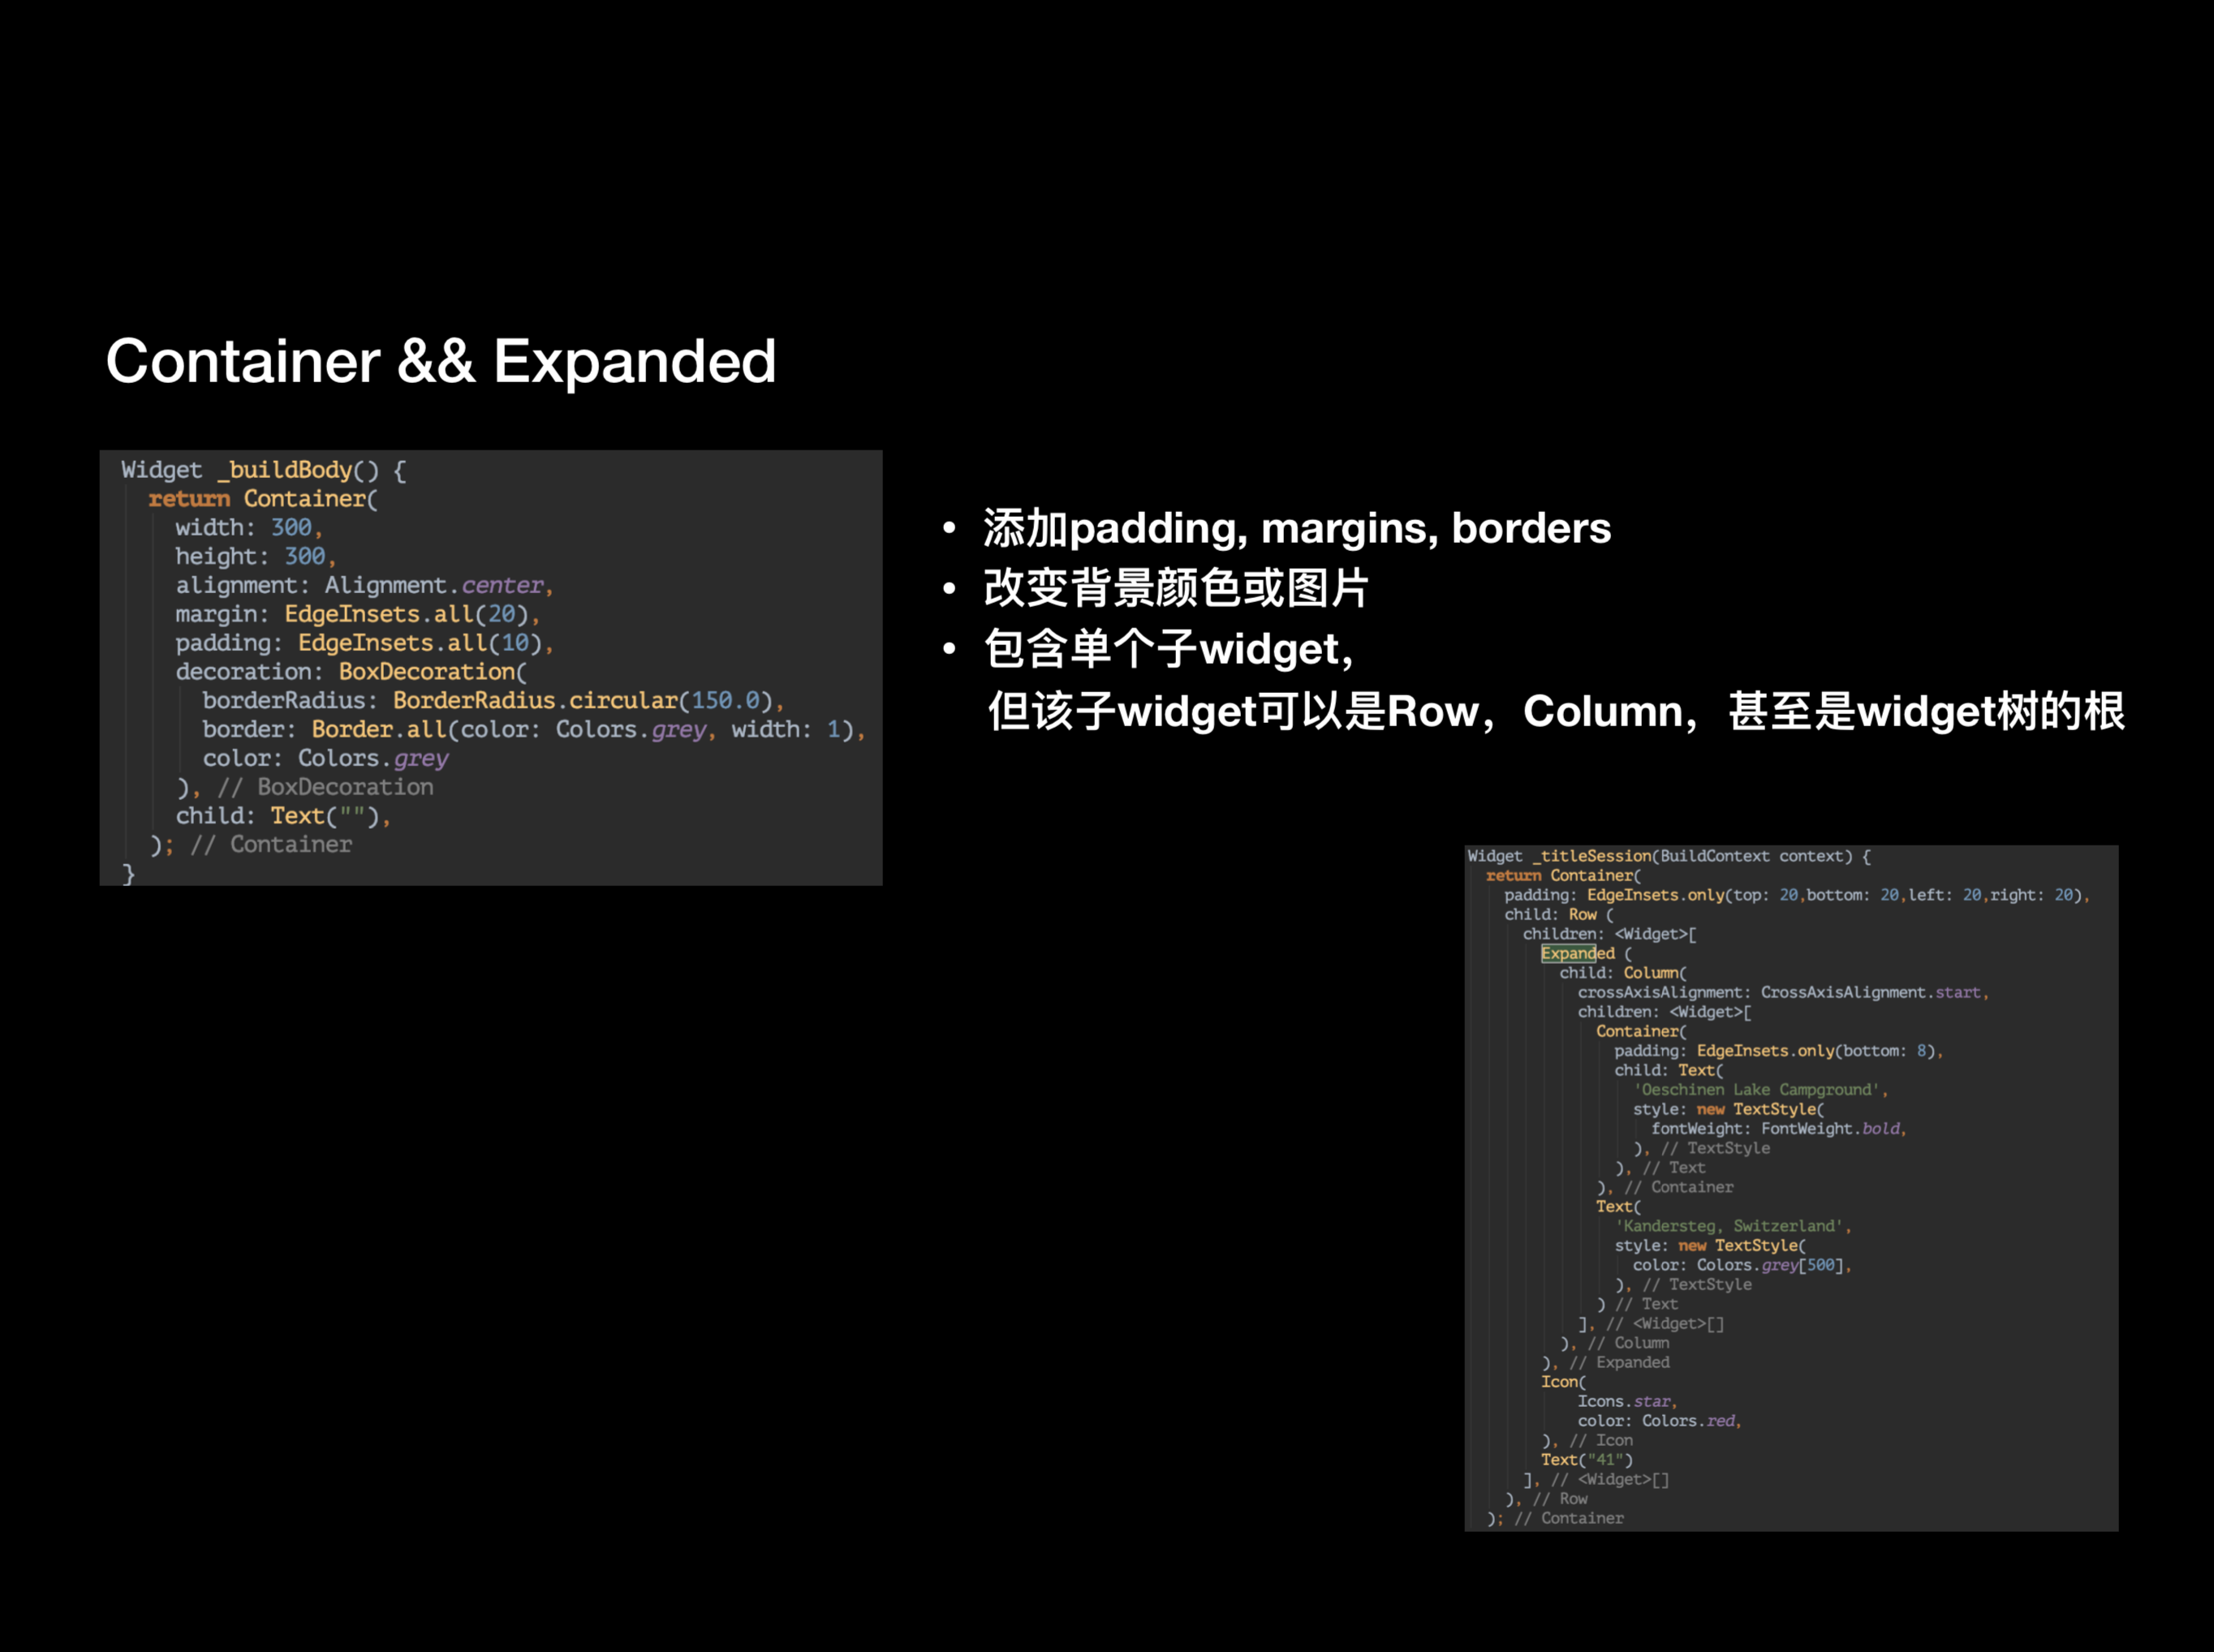 Container && Expanded
Widget _buildBody() {
return Container(
width: 300,
height: 300,
alignment: Alignment.center,
margin: EdgeInsets.all(20),
padding: EdgeInsets.all(10),
decoration: BoxDecoration(
borderRadius: BorderRadius.circular(150.0),
border: Border.all(color: Colors.grey, width: 1),
color: Colors.grey
), // BoxDecoration
child: Text(""),
); // Container
}
• 添加padding, margins, borders
• 改变背景颜色或图片
• 包含单个子widget，
但该子widget可以是Row，Column，甚至是widget树的根
Widget _titleSession(BuildContext context) {
return Container(
padding: EdgeInsets.only(top: 20,bottom: 20,left: 20,right: 20),
child: Row (
children: <Widget>[
Expanded (
child: Column(
crossAxisAlignment: CrossAxisAlignment.start,
children: <Widget>[
Container(
padding: EdgeInsets.only(bottom: 8),
child: Text(
'Oeschinen Lake Campground',
style: new TextStyle(
fontWeight: FontWeight.bold,
), // TextStyle
), // Text
), // Container
Text(
'Kandersteg, Switzerland',
style: new TextStyle(
color: Colors.grey[500],
), // TextStyle
) // Text
], // <Widget>[]
), // Column
), // Expanded
Icon(
Icons.star,
color: Colors.red,
), // Icon
Text("41")
], // <Widget>[]
), // Row
); // Container